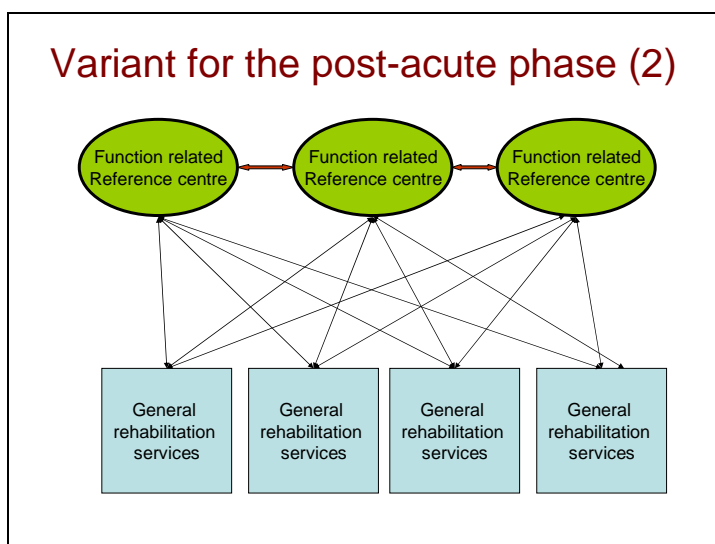 Variant for the post-acute phase (2)
Function related
Reference centre
Function related
Reference centre
Function related
Reference centre
General
rehabilitation
services
General
rehabilitation
services
General
rehabilitation
services
General
rehabilitation
services